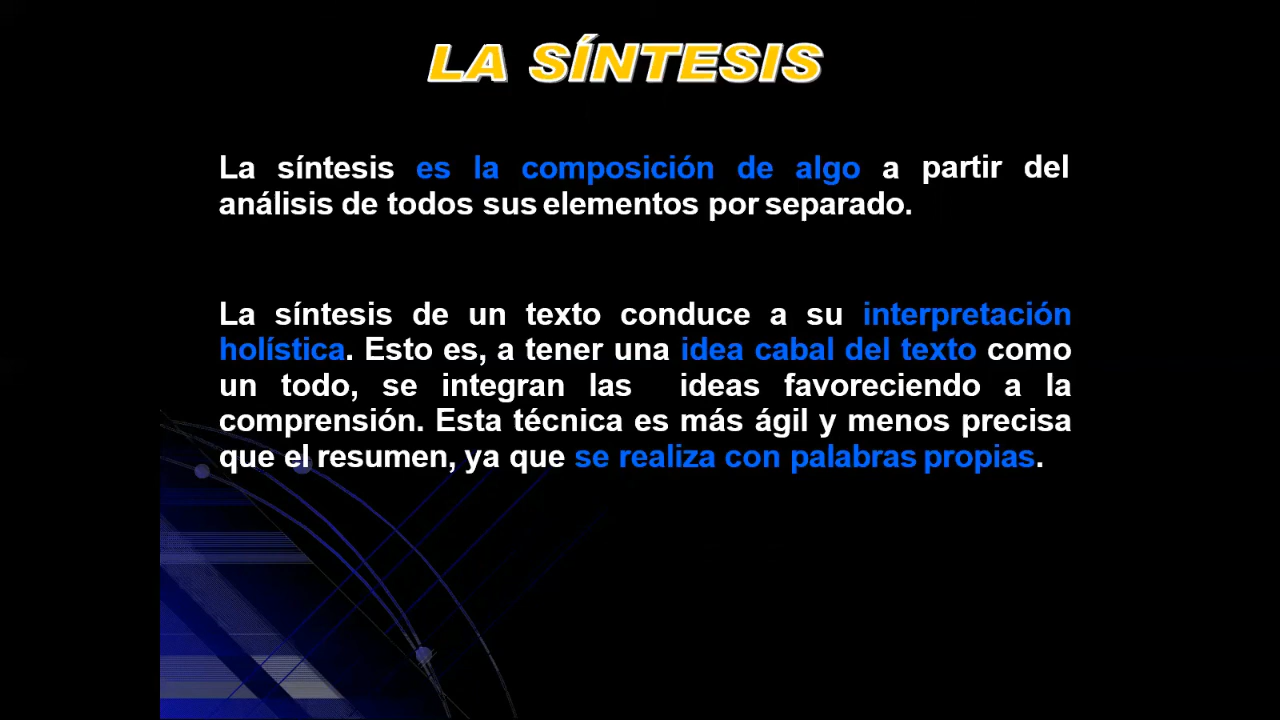 LA SÍNTESIS
La síntesis es la composición de algo a partir del
análisis de todos sus elementos por separado.
La síntesis de un texto conduce a su interpretación
holística. Esto es, a tener una idea cabal del texto como
un todo, se integran las ideas favoreciendo a la
comprensión. Esta técnica es más ágil y menos precisa
que el resumen, ya que se realiza con palabras propias.